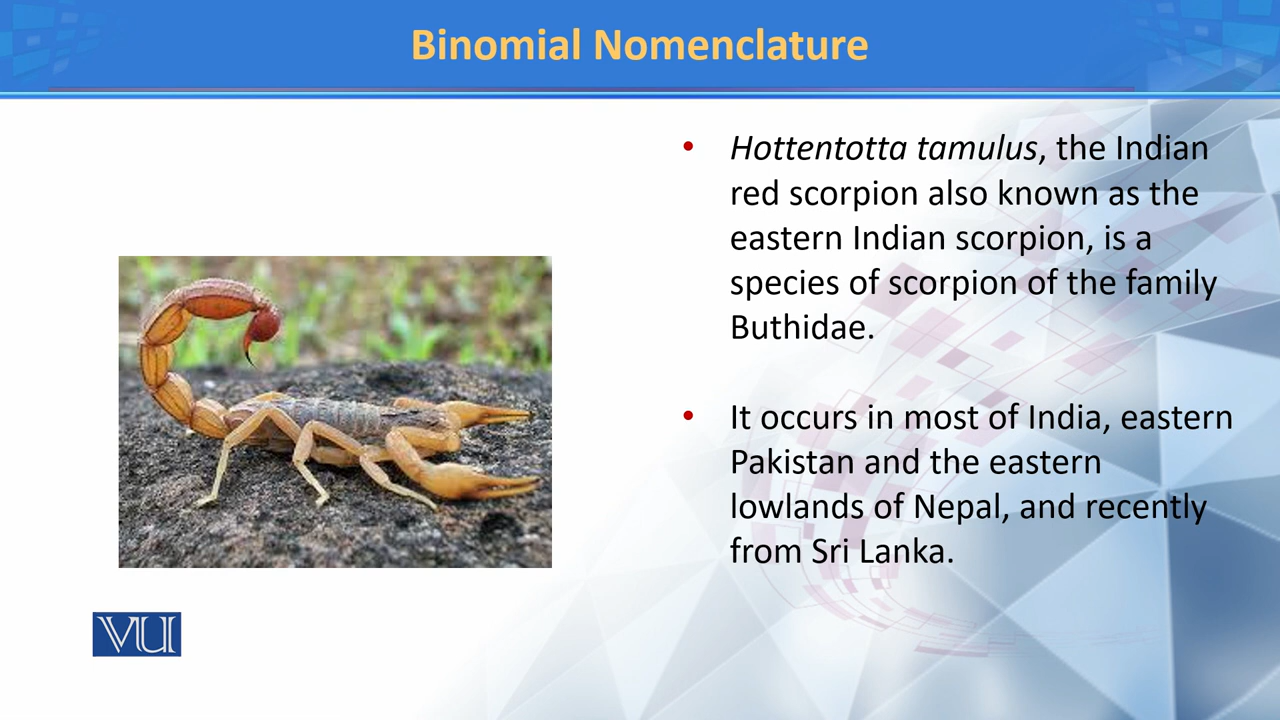 Binomial Nomenclature
• Hottentotta tamulus, the Indian
red scorpion also known as the
eastern Indian scorpion, is a
species of scorpion of the family
Buthidae.
• It occurs in most of India, eastern
Pakistan and the eastern
lowlands of Nepal, and recently
from Sri Lanka.
VU